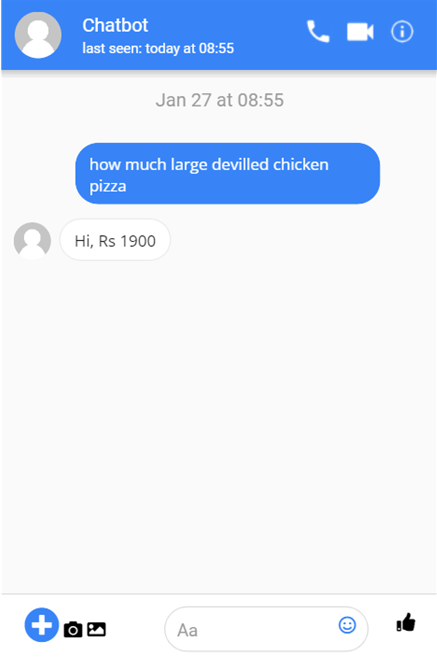 Chatbot
last seen: today at 08:55
Jan 27 at 08:55
how much large devilled chicken
pizza
Hi, Rs 1900
Aa